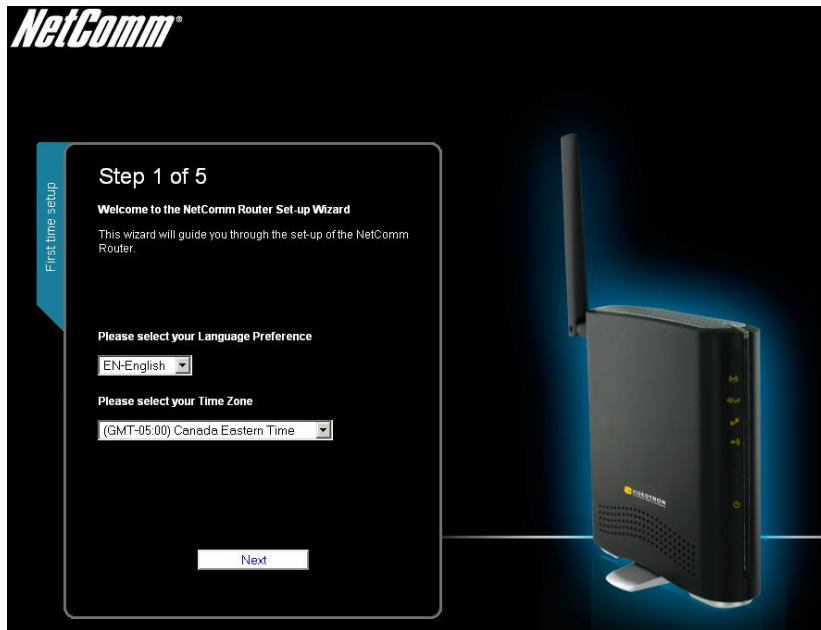 NetComm®
First time setup
Step 1 of 5
Welcome to the NetComm Router Set-up Wizard
This wizard will guide you through the set-up of the NetComm
Router.
Please select your Language Preference
EN-English
Please select your Time Zone
(GMT-05:00) Canada Eastern Time
Next
VIDEOTRON